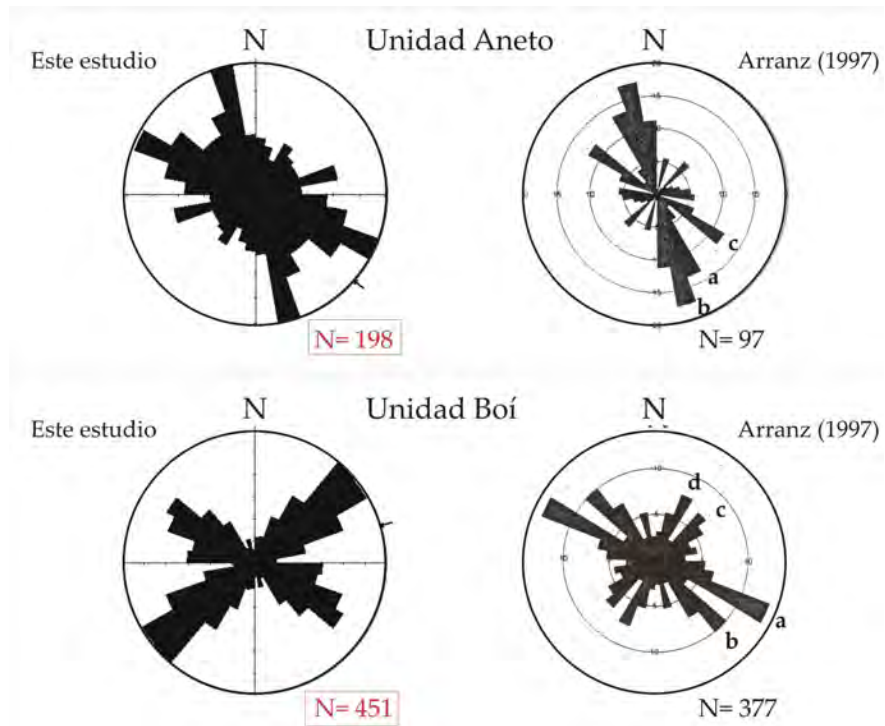 Unidad Aneto
Este estudio
N
N
Arranz (1997)
c
a
b
N= 198
N= 97
Unidad Boí
Este estudio
N
N
Arranz (1997)
d
c
a
b
N= 451
N= 377